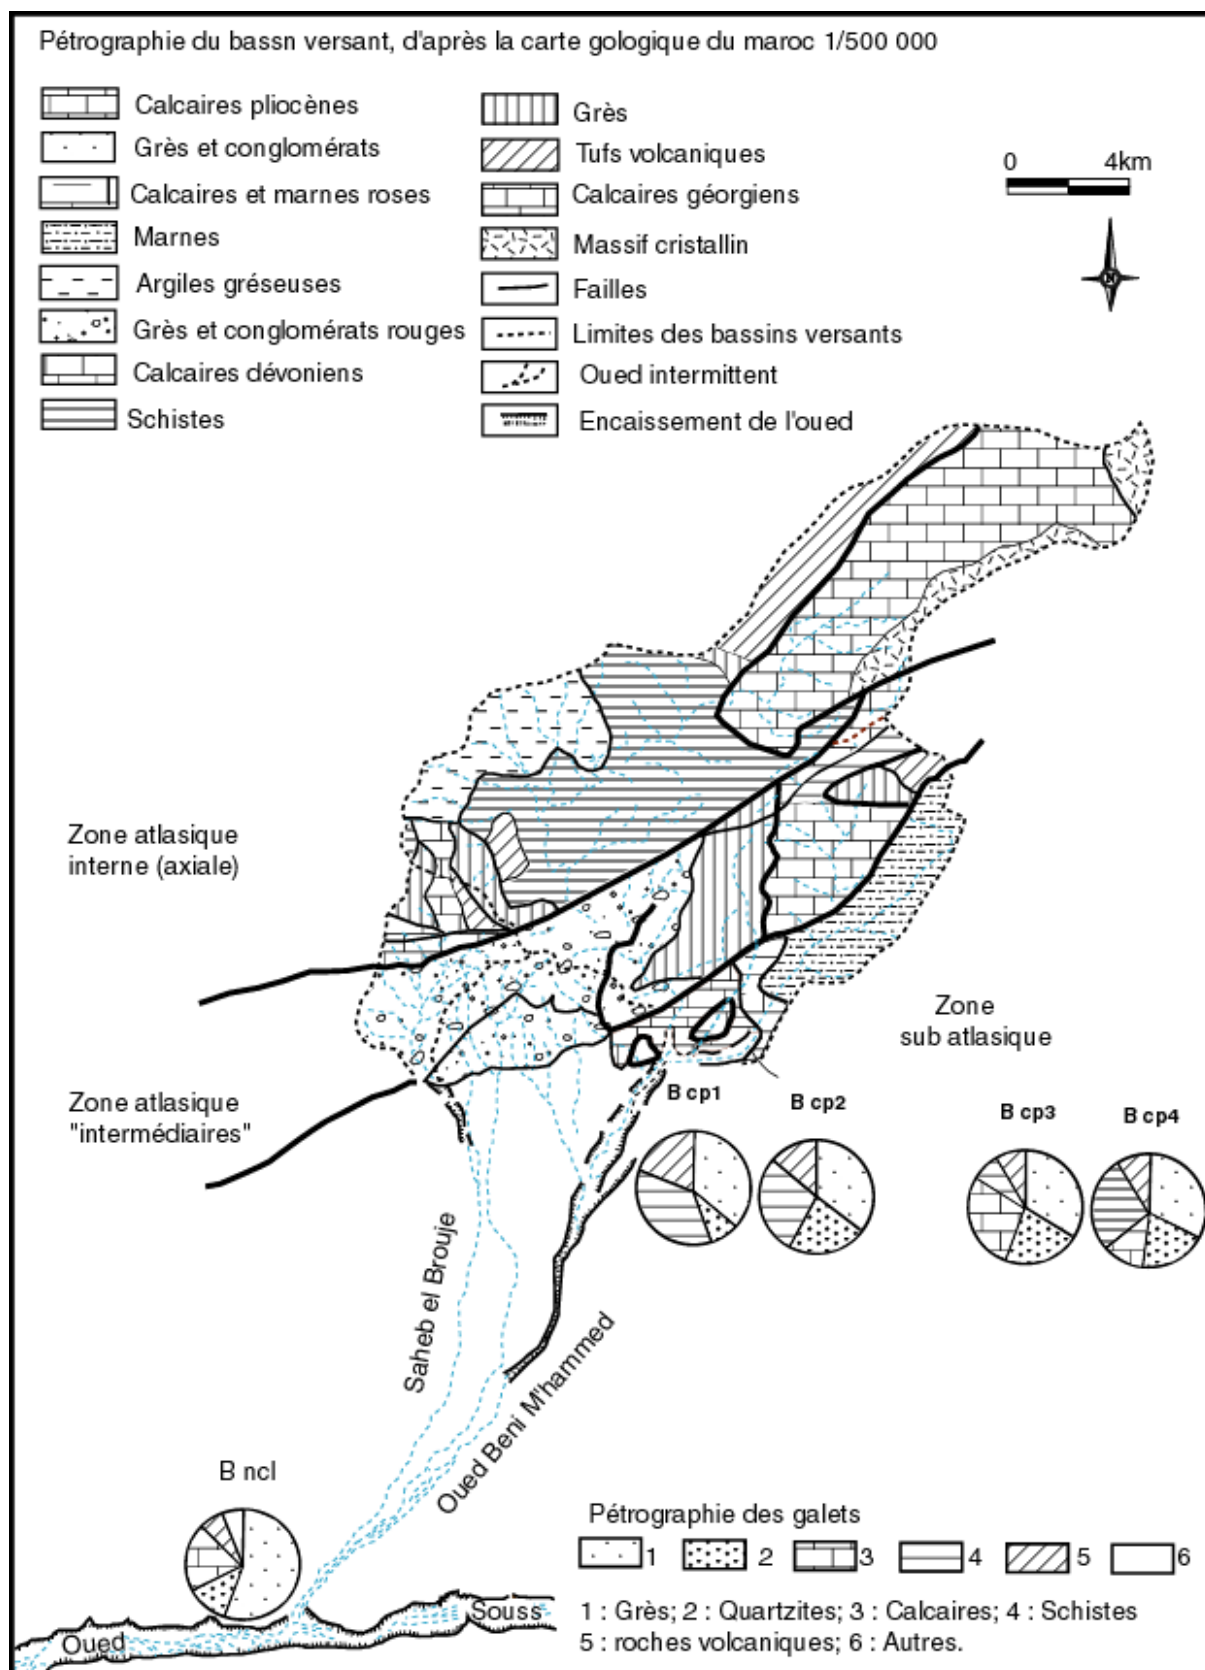 Pétrographie du bassn versant, d'après la carte gologique du maroc 1/500 000
Calcaires pliocènes
Grès et conglomérats
Calcaires et marnes roses
Marnes
Argiles gréseuses
Grès et conglomérats rouges
Calcaires dévoniens
Schistes
Grès
Tufs volcaniques
Calcaires géorgiens
Massif cristallin
Failles
Limites des bassins versants
Oued intermittent
Encaissement de l'oued
0 4km
N
Zone atlasique
interne (axiale)
Zone
sub atlasique
Zone atlasique
"intermédiaires"
B cp1
B cp2
B cp3
B cp4
Saheb el Brouje
Oued Beni M'hammed
B ncl
Oued
Souss
Pétrographie des galets
1 2 3 4 5 6
1 : Grès; 2 : Quartzites; 3 : Calcaires; 4 : Schistes
5 : roches volcaniques; 6 : Autres.